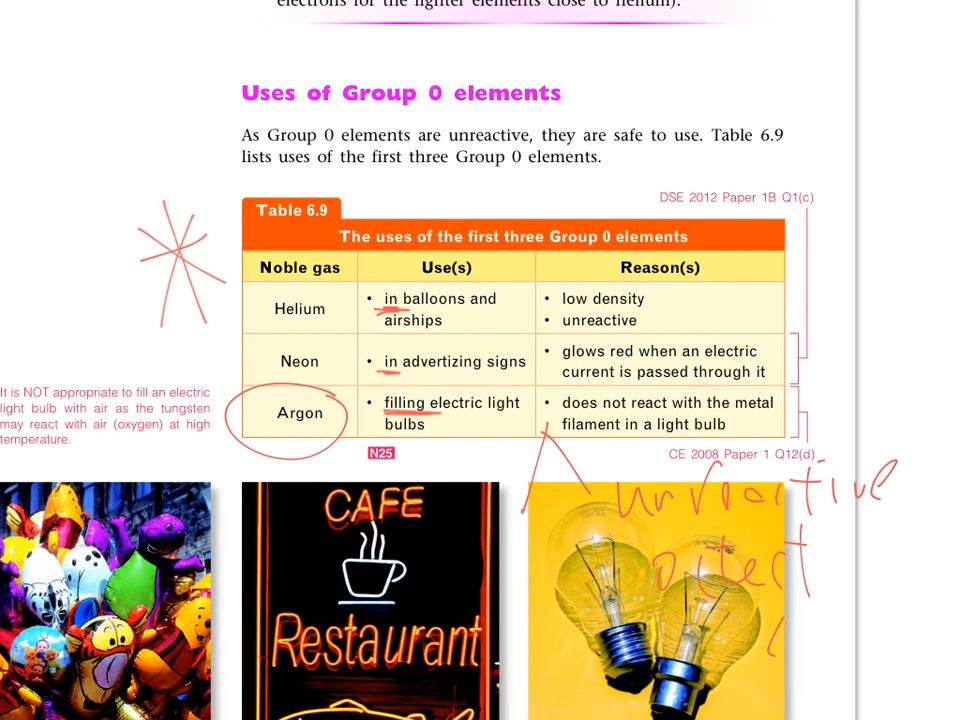 electrons for the lighter elements close to helium).
Uses of Group 0 elements
As Group 0 elements are unreactive, they are safe to use. Table 6.9
lists uses of the first three Group 0 elements.
DSE 2012 Paper 1B Q1(c)
Table 6.9
The uses of the first three Group 0 elements
Noble gas Use(s) Reason(s)
Helium
• in balloons and
airships
• low density
• unreactive
Neon
• in advertizing signs
• glows red when an electric
current is passed through it
Argon
• filling electric light
bulbs
• does not react with the metal
filament in a light bulb
It is NOT appropriate to fill an electric
light bulb with air as the tungsten
may react with air (oxygen) at high
temperature.
N25
CE 2008 Paper 1 Q12(d)
unreactive
CAFE
Restaurant